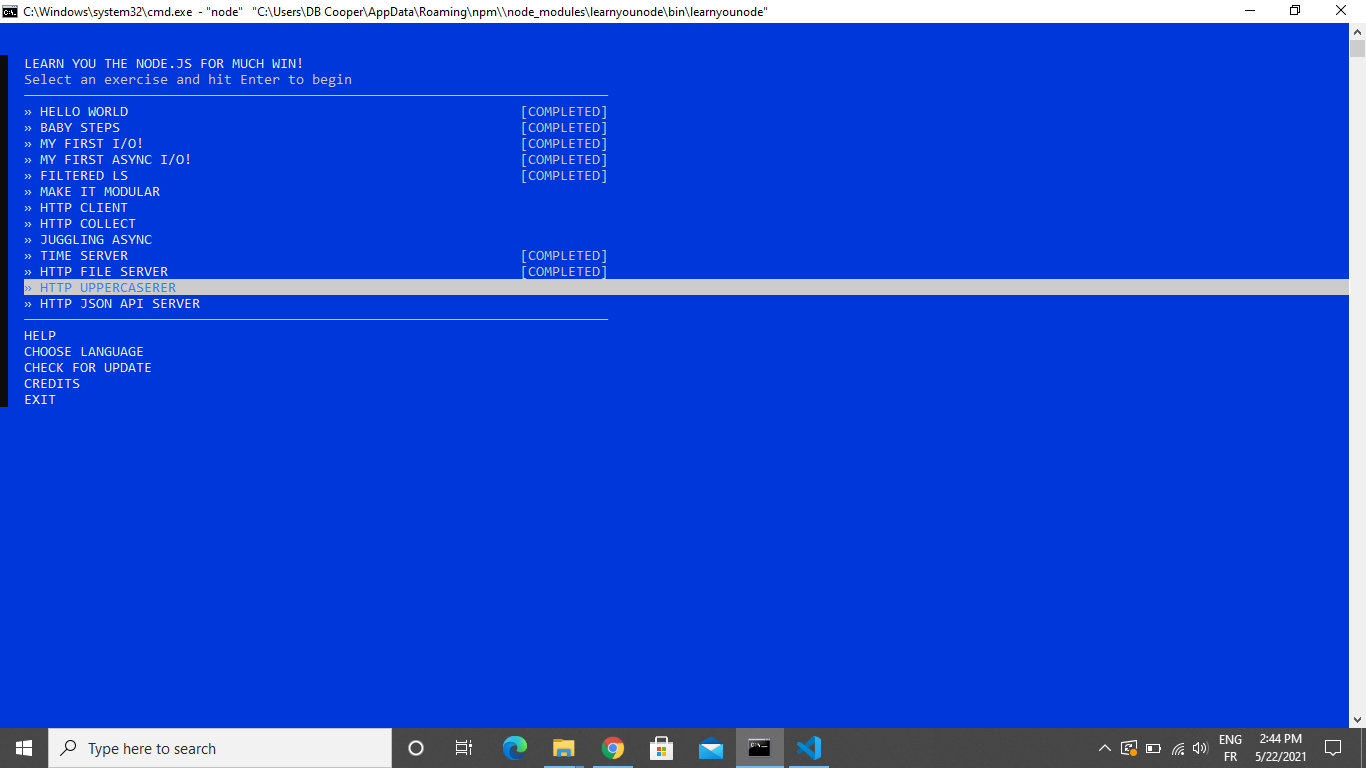 C:\Windows\system32\cmd.exe - "node" "C:\Users\DB Cooper\AppData\Roaming\npm\\node_modules\learnyounode\bin\learnyounode"
LEARN YOU THE NODE.JS FOR MUCH WIN!
Select an exercise and hit Enter to begin
» HELLO WORLD [COMPLETED]
» BABY STEPS [COMPLETED]
» MY FIRST I/O! [COMPLETED]
» MY FIRST ASYNC I/O! [COMPLETED]
» FILTERED LS [COMPLETED]
» MAKE IT MODULAR
» HTTP CLIENT
» HTTP COLLECT
» JUGGLING ASYNC
» TIME SERVER [COMPLETED]
» HTTP FILE SERVER [COMPLETED]
» HTTP UPPERCASERER
» HTTP JSON API SERVER
HELP
CHOOSE LANGUAGE
CHECK FOR UPDATE
CREDITS
EXIT
Type here to search
ENG 2:44 PM
FR 5/22/2021